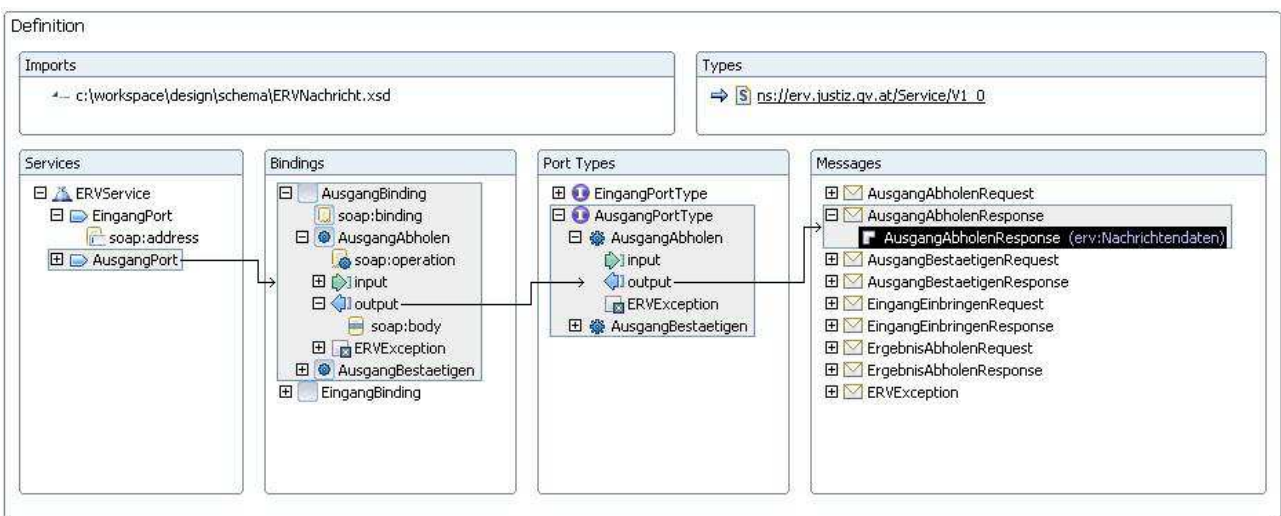 Definition
Imports
c:\workspace\design\schema\ERVNachricht.xsd
Types
ns://erv.justiz.gv.at/Service/V1_0
Services
ERVService
EingangPort
soap:address
AusgangPort
Bindings
AusgangBinding
soap:binding
AusgangAbholen
soap:operation
input
output
soap:body
ERVException
AusgangBestaetigen
EingangBinding
Port Types
EingangPortType
AusgangPortType
AusgangAbholen
input
output
ERVException
AusgangBestaetigen
Messages
AusgangAbholenRequest
AusgangAbholenResponse
AusgangAbholenResponse (erv:Nachrichtendaten)
AusgangBestaetigenRequest
AusgangBestaetigenResponse
EingangEinbringenRequest
EingangEinbringenResponse
ErgebnisAbholenRequest
ErgebnisAbholenResponse
ERVException